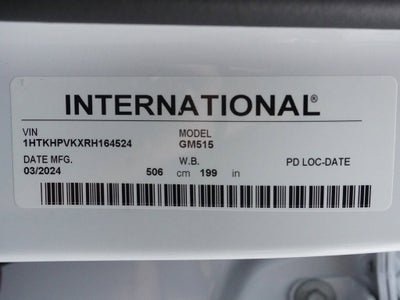 INTERNATIONAL®
VIN MODEL
1HTKHPVKXRH164524 GM515
DATE MFG. W.B. PD LOC-DATE
03/2024 506 cm 199 in